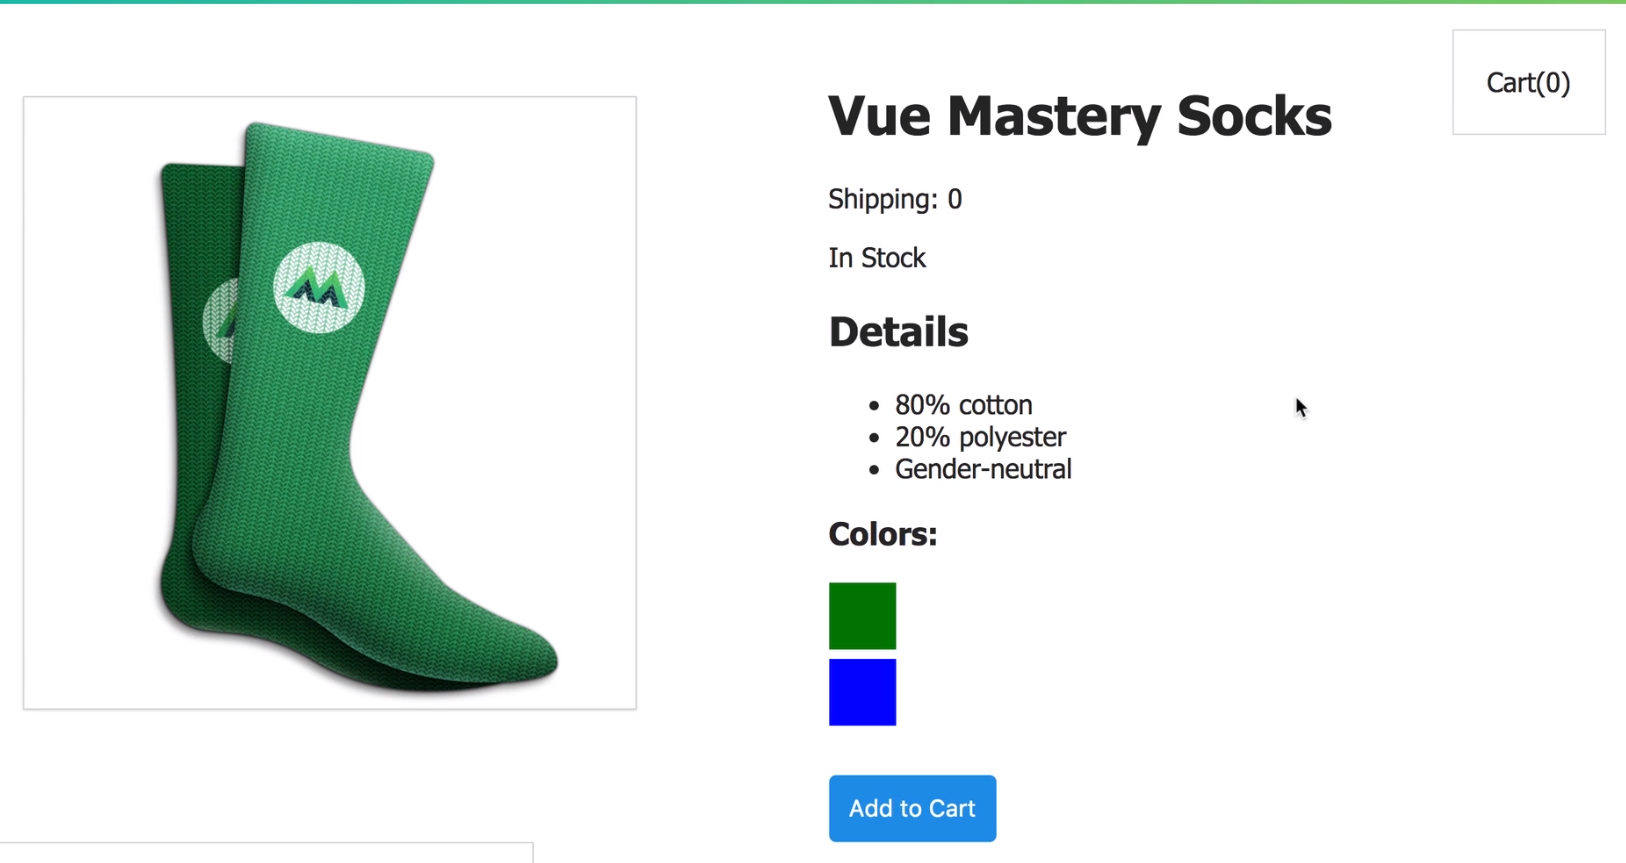 Cart(0)
Vue Mastery Socks
Shipping: 0
In Stock
Details
80% cotton
20% polyester
Gender-neutral
Colors:
Add to Cart